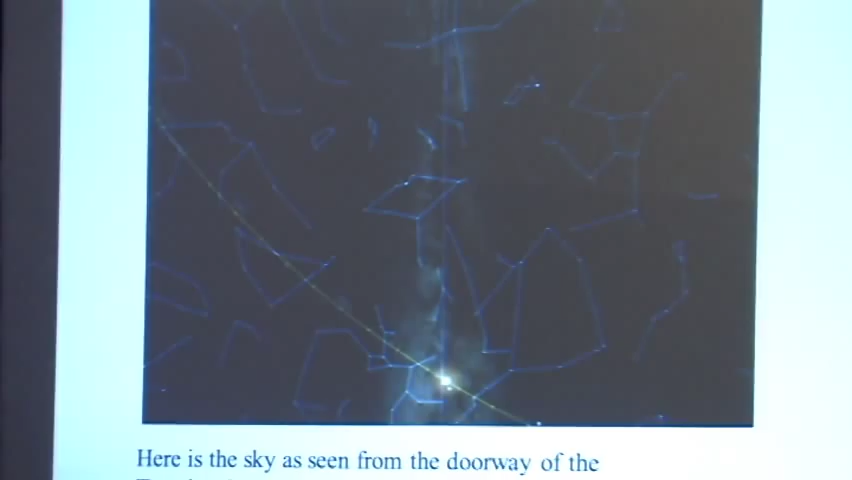 Here is the sky as seen from the doorway of the